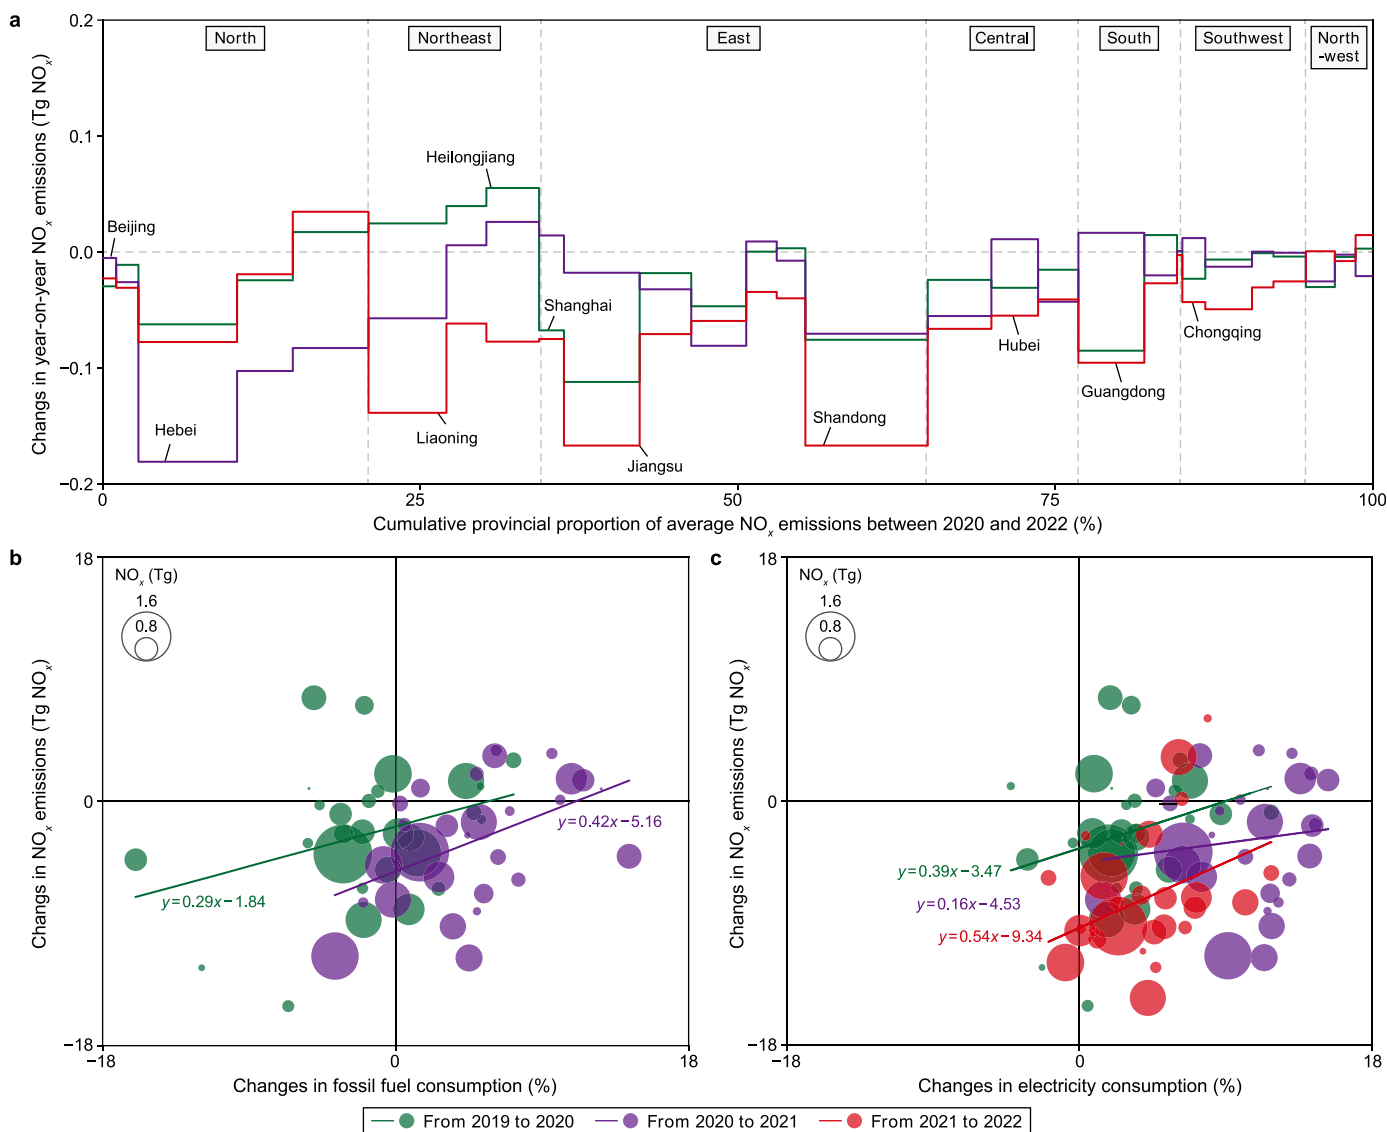 a
0.2
North
Northeast
East
Central
South
Southwest
North
-west
Changs in year-on-year NOx emissions (Tg NOx)
0.1
Heilongjiang
Beijing
0.0
Shanghai
Hubei
Chongqing
−0.1
Guangdong
Hebei
Liaoning
Shandong
Jiangsu
−0.2
0
25
50
75
100
Cumulative provincial proportion of average NOx emissions between 2020 and 2022 (%)
b
18
NOx (Tg)
1.6
0.8
Changs in NOx emissions (Tg NOx)
0
y=0.42x−5.16
y=0.29x−1.84
−18
−18
0
18
Changes in fossil fuel consumption (%)
c
18
NOx (Tg)
1.6
0.8
Changs in NOx emissions (Tg NOx)
0
y=0.39x−3.47
y=0.16x−4.53
y=0.54x−9.34
−18
−18
0
18
Changes in electricity consumption (%)
From 2019 to 2020
From 2020 to 2021
From 2021 to 2022